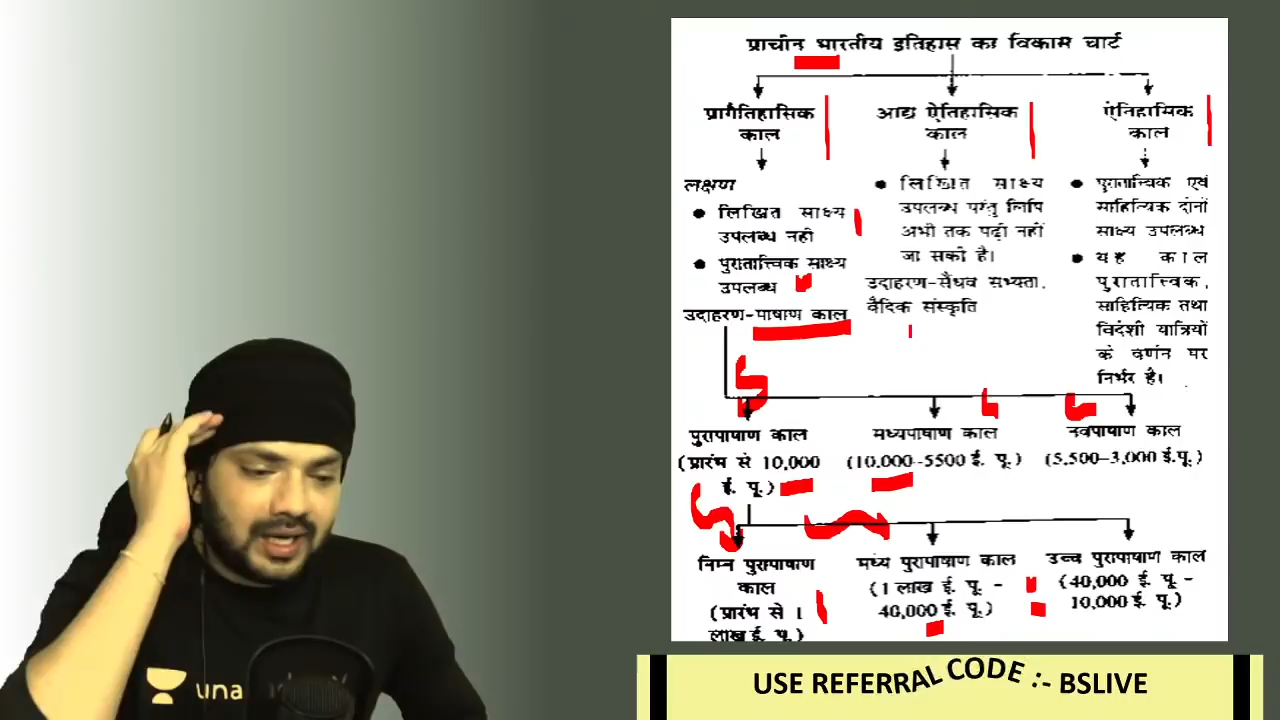 प्राचीन भारतीय इतिहास का विकास चार्ट
प्रागैतिहासिक
काल
आद्य ऐतिहासिक
काल
ऐतिहासिक
काल
लक्षण
● लिखित साक्ष्य
उपलब्ध नही
● पुरातात्त्विक साक्ष्य
उपलब्ध
उदाहरण-पाषाण काल
● लिखित साक्ष्य
उपलब्ध परंतु लिपि
अभी तक पढ़ी नहीं
जा सकी है।
उदाहरण-सैंधव सभ्यता,
वैदिक संस्कृति
● पुरातात्त्विक एवं
साहित्यिक दोनों
साक्ष्य उपलब्ध
● यह काल
पुरातात्त्विक,
साहित्यिक तथा
विदेशी यात्रियों
के वर्णन पर
निर्भर है।
पुरापाषाण काल
(प्रारंभ से 10,000
ई. पू.)
मध्यपाषाण काल
(10,000-5500 ई. पू.)
नवपाषाण काल
(5,500-3,000 ई.पू.)
निम्न पुरापाषाण
काल
(प्रारंभ से 1
लाख ई. पू.)
मध्य पुरापाषाण काल
(1 लाख ई. पू. -
40,000 ई. पू.)
उच्च पुरापाषाण काल
(40,000 ई. पू. -
10,000 ई. पू.)
una
USE REFERRAL CODE :- BSLIVE